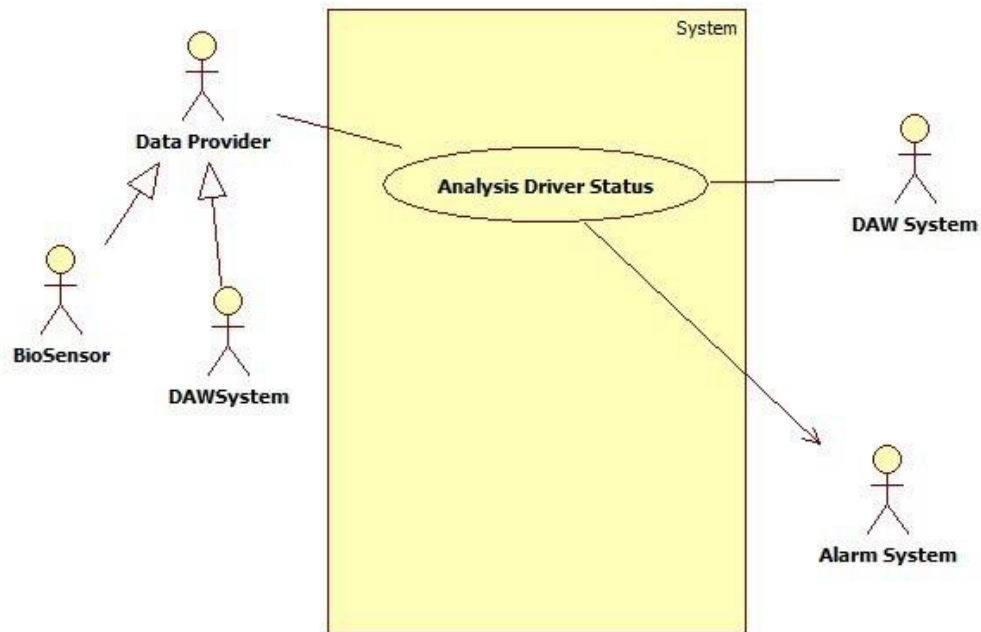 System
Data Provider
Analysis Driver Status
DAW System
BioSensor
DAWSystem
Alarm System